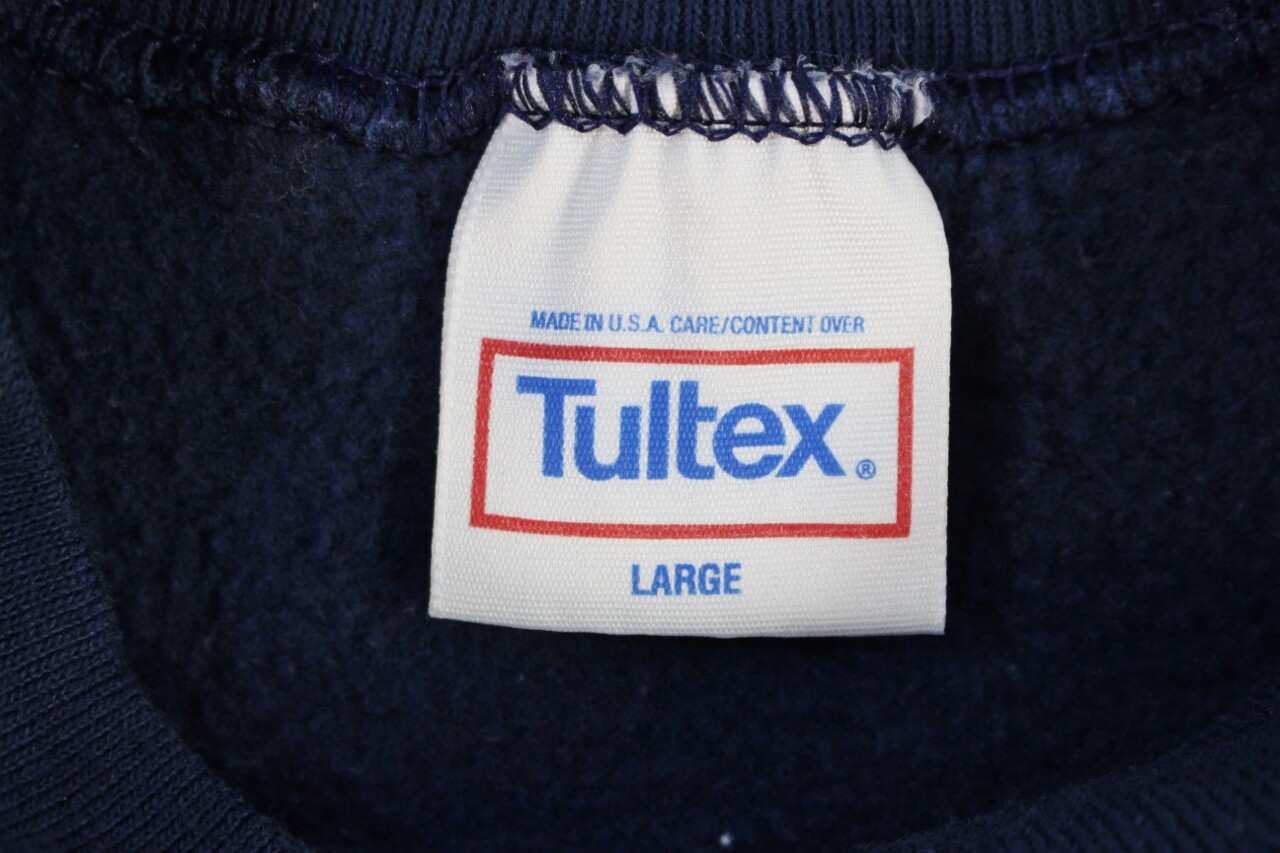 MADE IN U.S.A. CARE/CONTENT OVER
Tultex®
LARGE